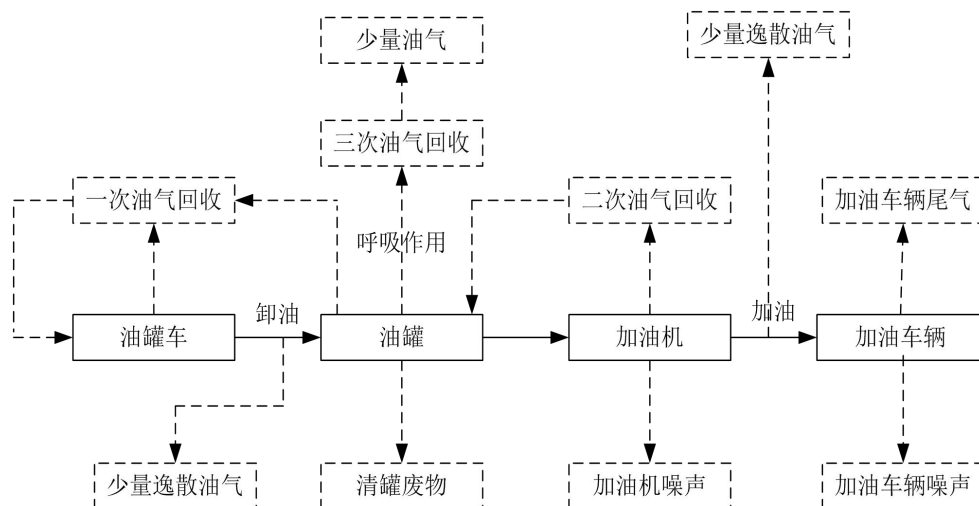 少量油气
少量逸散油气
三次油气回收
一次油气回收
二次油气回收
加油车辆尾气
呼吸作用
卸油
加油
油罐车
油罐
加油机
加油车辆
少量逸散油气
清罐废物
加油机噪声
加油车辆噪声